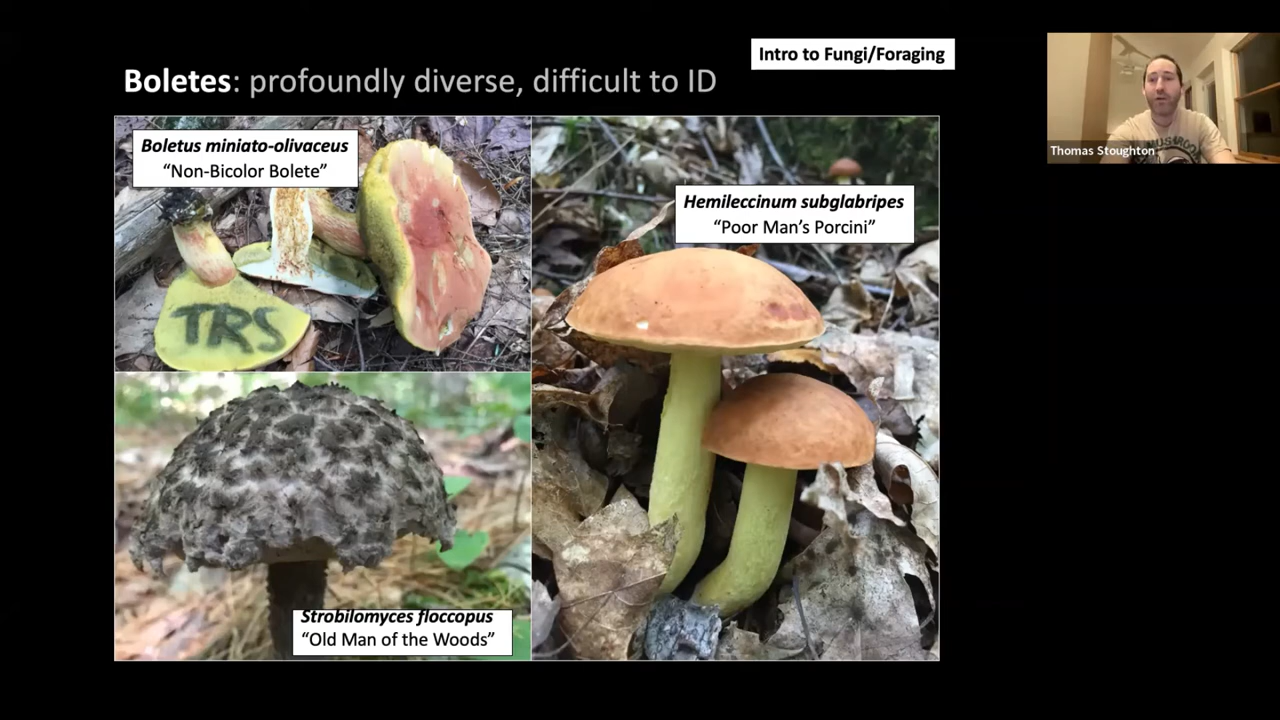 Intro to Fungi/Foraging
Boletes: profoundly diverse, difficult to ID
Boletus miniato-olivaceus
“Non-Bicolor Bolete”
TRS
Hemileccinum subglabripes
“Poor Man’s Porcini”
Strobilomyces floccopus
“Old Man of the Woods”
Thomas Stoughton